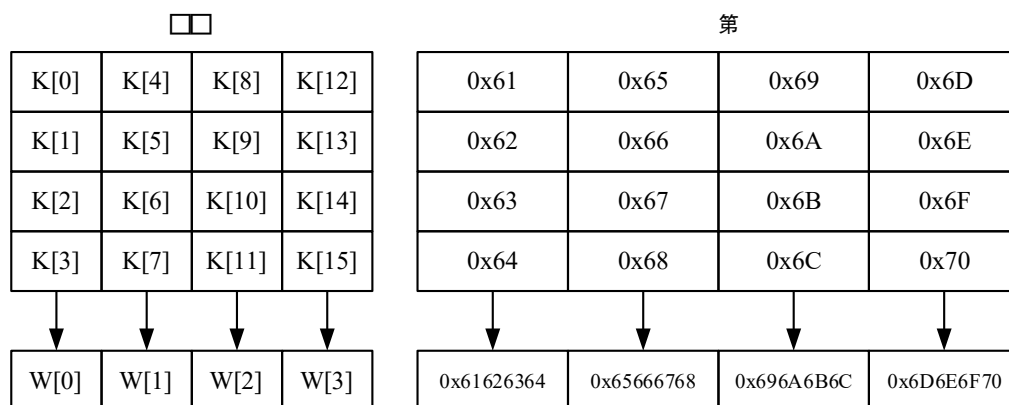 第
K[0] K[4] K[8] K[12] 0x61 0x65 0x69 0x6D
K[1] K[5] K[9] K[13] 0x62 0x66 0x6A 0x6E
K[2] K[6] K[10] K[14] 0x63 0x67 0x6B 0x6F
K[3] K[7] K[11] K[15] 0x64 0x68 0x6C 0x70
W[0] W[1] W[2] W[3] 0x61626364 0x65666768 0x696A6B6C 0x6D6E6F70